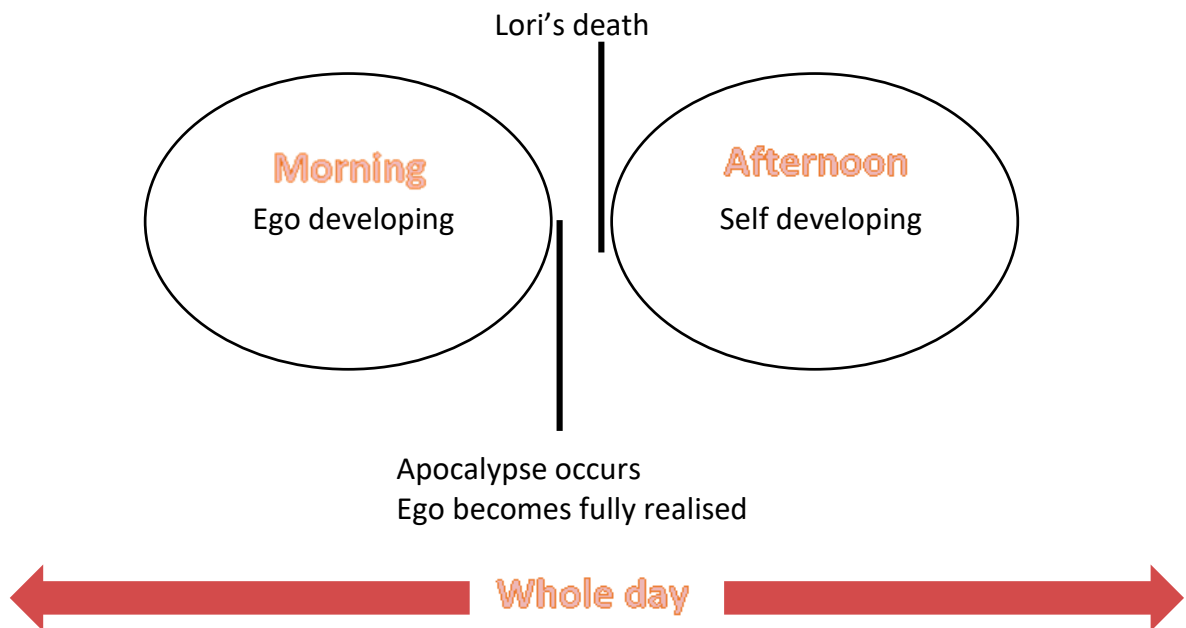 Lori’s death
Morning
Ego developing
Afternoon
Self developing
Apocalypse occurs
Ego becomes fully realised
Whole day